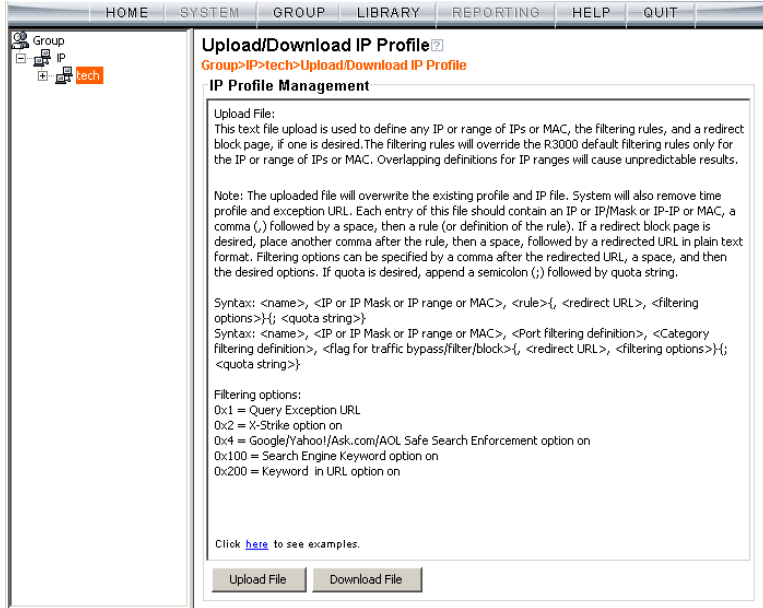 HOME SYSTEM GROUP LIBRARY REPORTING HELP QUIT
Group
IP
tech
Upload/Download IP Profile?
Group>IP>tech>Upload/Download IP Profile
IP Profile Management
Upload File:
This text file upload is used to define any IP or range of IPs or MAC, the filtering rules, and a redirect
block page, if one is desired.The filtering rules will override the R3000 default filtering rules only for
the IP or range of IPs or MAC. Overlapping definitions for IP ranges will cause unpredictable results.
Note: The uploaded file will overwrite the existing profile and IP file. System will also remove time
profile and exception URL. Each entry of this file should contain an IP or IP/Mask or IP-IP or MAC, a
comma (,) followed by a space, then a rule (or definition of the rule). If a redirect block page is
desired, place another comma after the rule, then a space, followed by a redirected URL in plain text
format. Filtering options can be specified by a comma after the redirected URL, a space, and then
the desired options. If quota is desired, append a semicolon (;) followed by quota string.
Syntax: <name>, <IP or IP Mask or IP range or MAC>, <rule>{, <redirect URL>, <filtering
options>}{; <quota string>}
Syntax: <name>, <IP or IP Mask or IP range or MAC>, <Port filtering definition>, <Category
filtering definition>, <flag for traffic bypass/filter/block>{, <redirect URL>, <filtering options>}{;
<quota string>}
Filtering options:
0x1 = Query Exception URL
0x2 = X-Strike option on
0x4 = Google/Yahoo!/Ask.com/AOL Safe Search Enforcement option on
0x100 = Search Engine Keyword option on
0x200 = Keyword in URL option on
Click here to see examples.
Upload File Download File